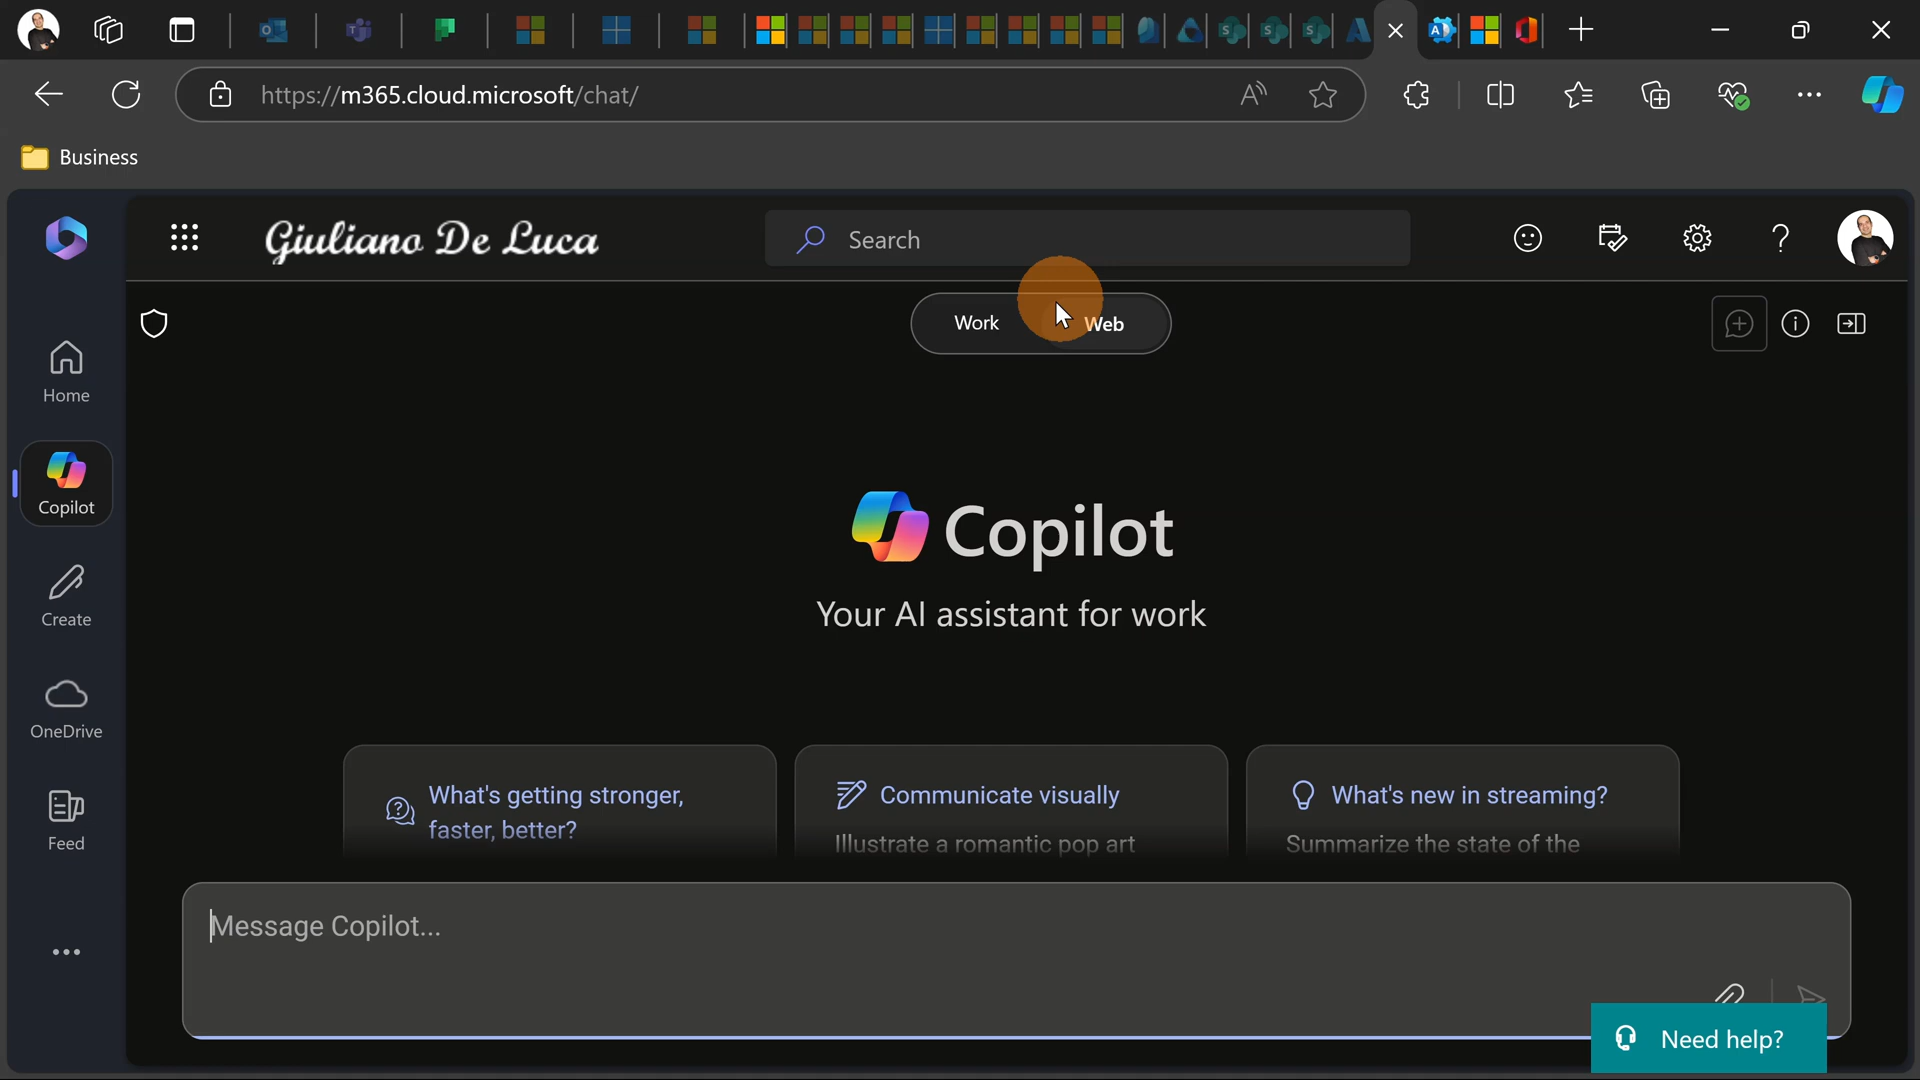 https://m365.cloud.microsoft/chat/
Business
Giuliano De Luca
Search
Work
Web
Home
Copilot
Create
OneDrive
Feed
Copilot
Your AI assistant for work
What's getting stronger,
faster, better?
Communicate visually
Illustrate a romantic pop art
What's new in streaming?
Summarize the state of the
Message Copilot...
Need help?